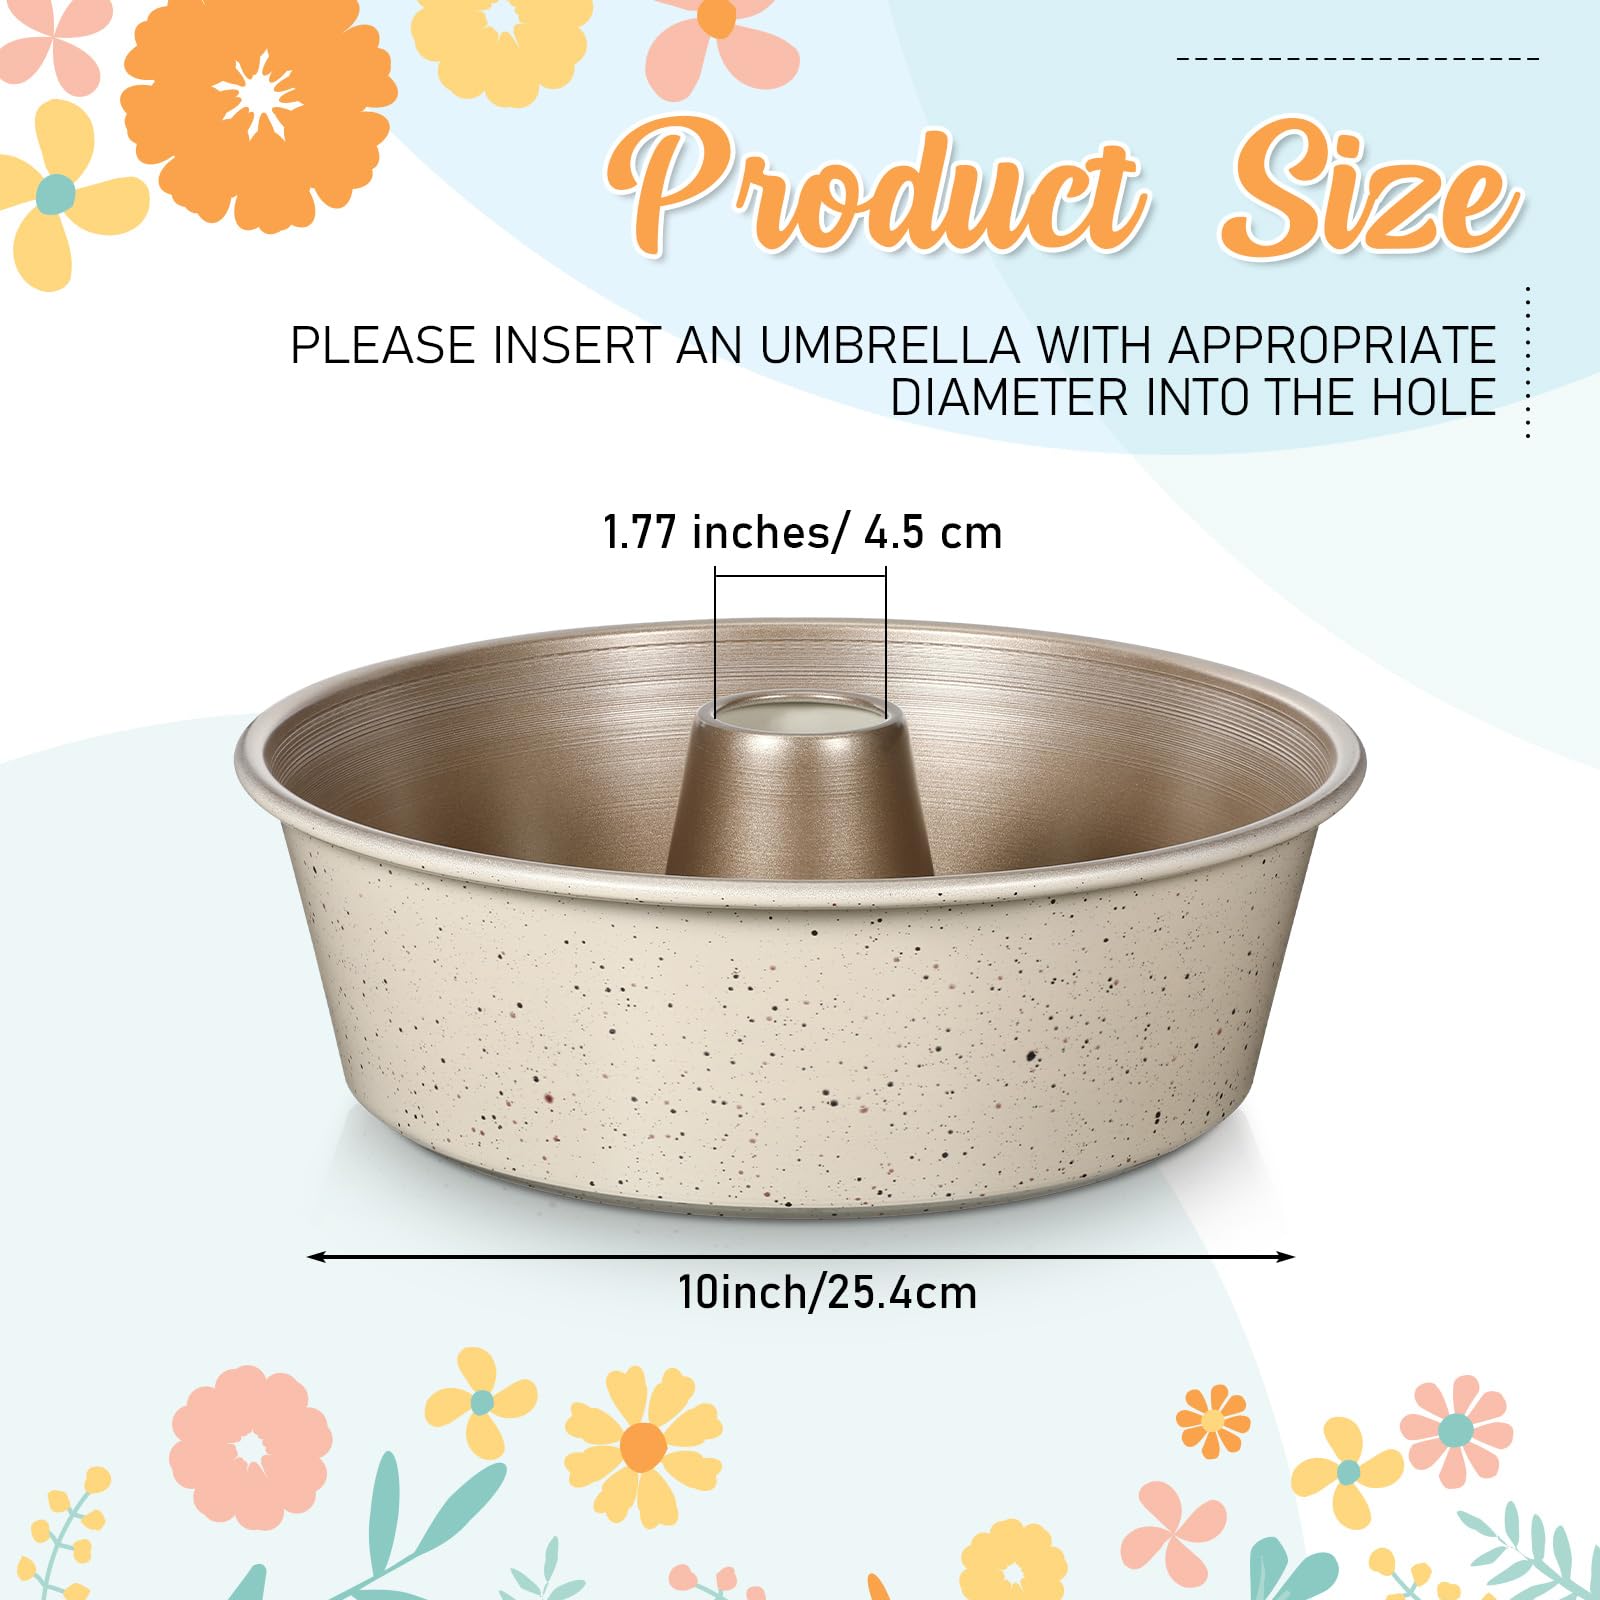 Product Size
PLEASE INSERT AN UMBRELLA WITH APPROPRIATE
DIAMETER INTO THE HOLE
1.77 inches/ 4.5 cm
10inch/25.4cm